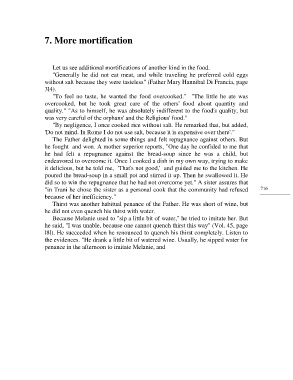 7. More mortification
Let us see additional mortifications of another kind in the food.
"Generally he did not eat meat, and while traveling he preferred cold eggs
without salt because they were tasteless" (Father Mary Hannibal Di Francia, page
314).
"To feel no taste, he wanted the food overcooked." "The little he ate was
overcooked, but he took great care of the others' food about quantity and
quality." "As to himself, he was absolutely indifferent to the food's quality, but
was very careful of the orphans' and the Religious' food."
"By negligence, I once cooked rice without salt. He remarked that, but added,
'Do not mind. In Rome I do not use salt, because it is expensive over them'."
The Father delighted in some things and felt repugnance against others. But
he fought and won. A mother superior reports, "One day he confided to me that
he had felt a repugnance against the bread-soup since he was a child, but
endeavored to overcome it. Once I cooked a dish in my own way, trying to make
it delicious, but he told me, 'That's not good,' and guided me to the kitchen. He
poured the bread-soup in a small pot and stirred it up. Then he swallowed it. He
did so to win the repugnance that he had not overcome yet." A sister assures that
"in Trani he chose the sister as a personal cook that the community had refused
because of her inefficiency."
Thirst was another habitual penance of the Father. He was short of wine, but
he did not even quench his thirst with water.
Because Melanie used to "sip a little bit of water," he tried to imitate her. But
he said, "I was unable, because one cannot quench thirst this way" (Vol. 45, page
181). He succeeded when he renounced to quench his thirst completely. Listen to
the evidences. "He drank a little bit of watered wine. Usually, he sipped water for
penance in the afternoon to imitate Melanie, and